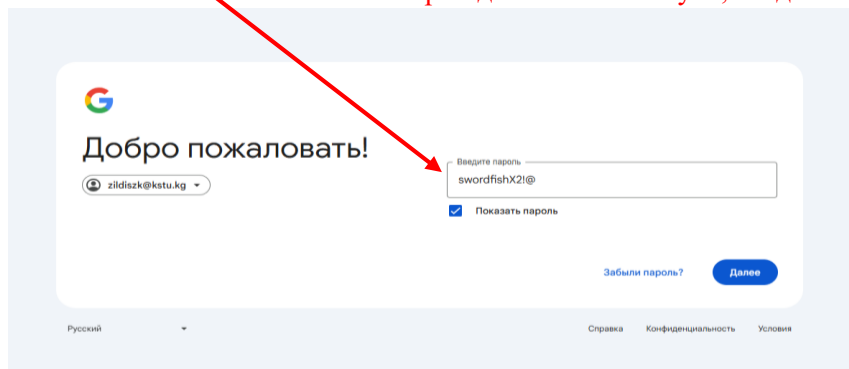 Добро пожаловать!
zildiszk@kstu.kg
Введите пароль
swordfishX2!@
Показать пароль
Забыли пароль?
Далее
Русский
Справка Конфиденциальность Условия